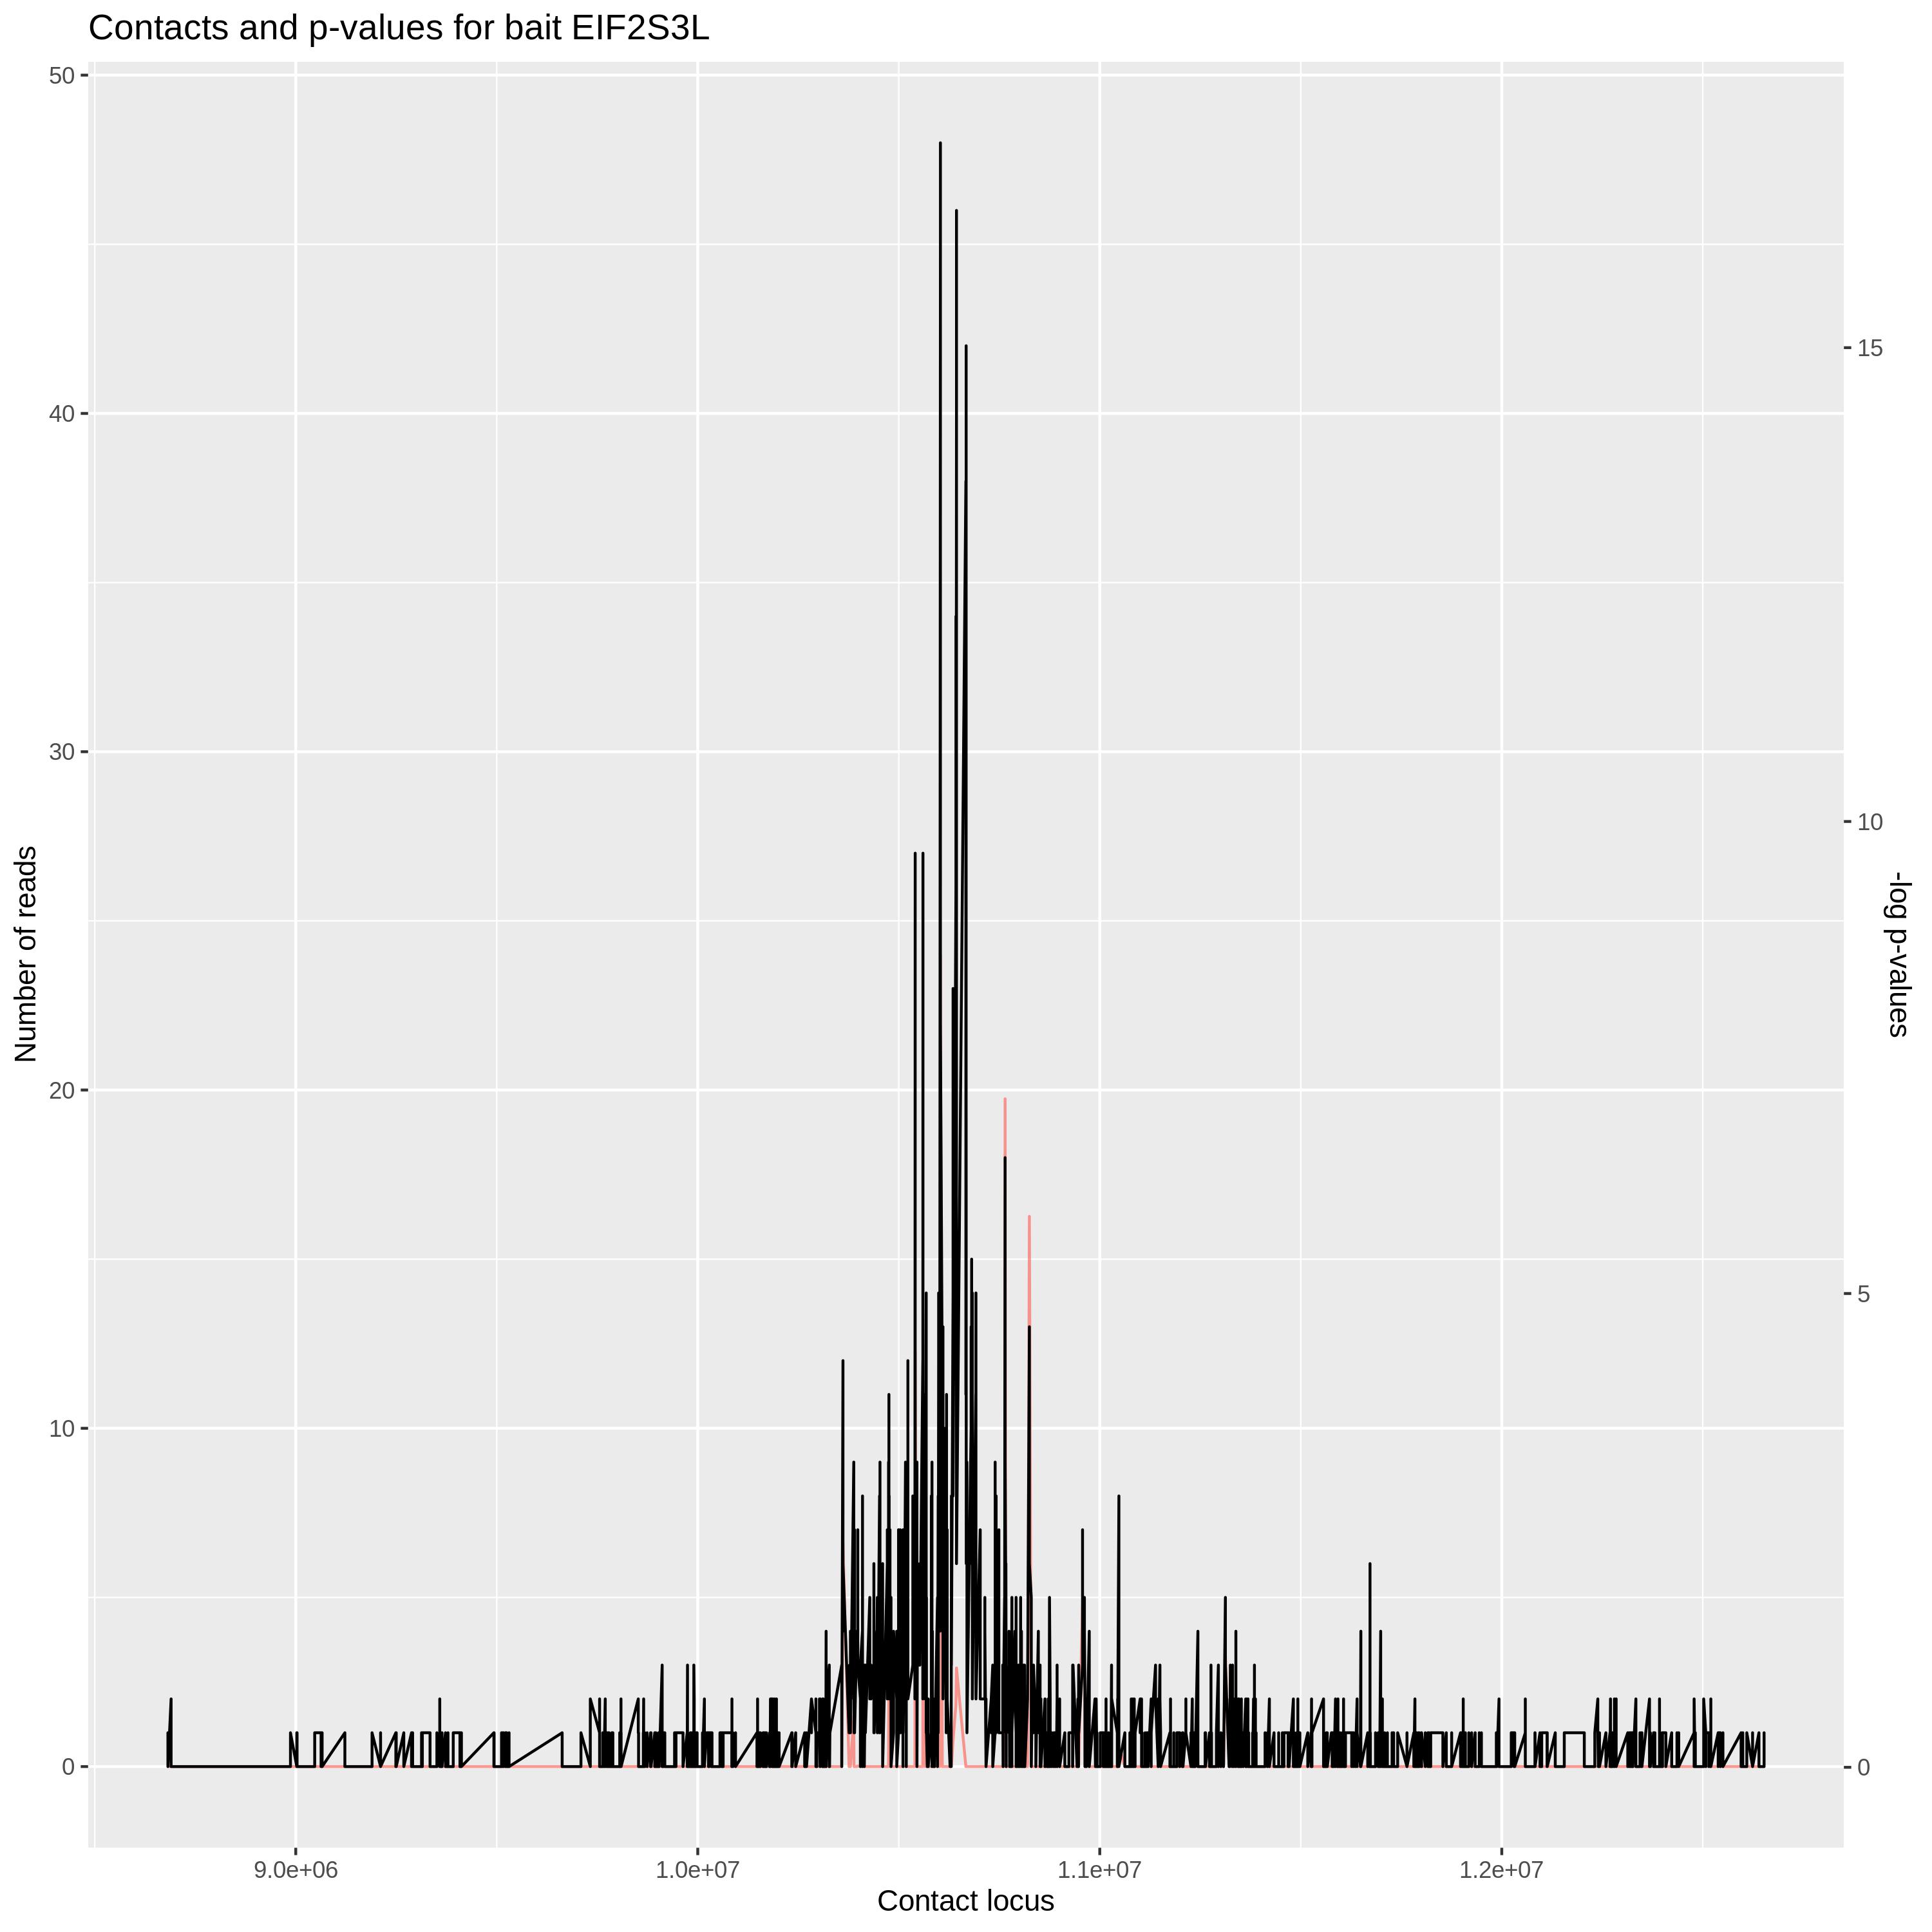 Contacts and p-values for bait EIF2S3L
50
40
30
20
10
0
Number of reads
15
10
5
0
-log p-values
9.0e+06
1.0e+07
1.1e+07
1.2e+07
Contact locus